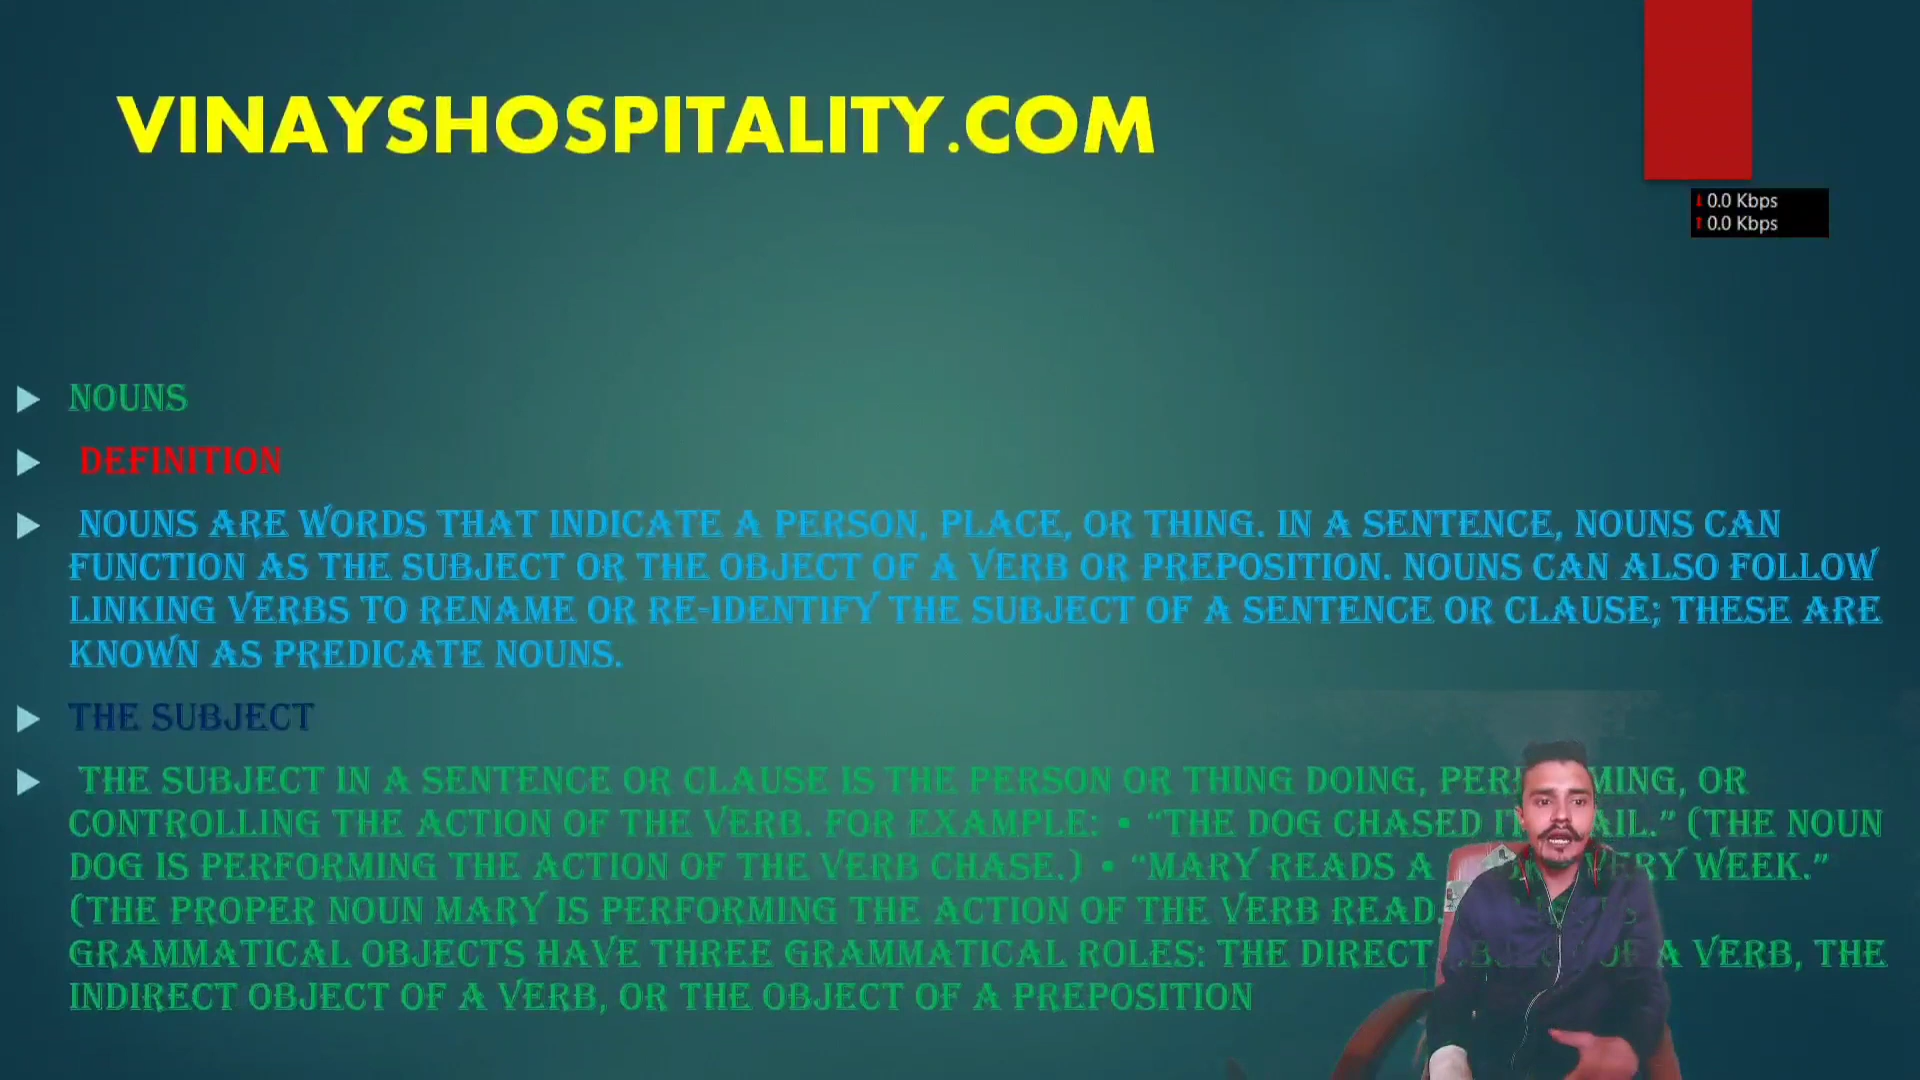 VINAYSHOSPITALITY.COM
0.0 Kbps
0.0 Kbps
NOUNS
DEFINITION
NOUNS ARE WORDS THAT INDICATE A PERSON, PLACE, OR THING. IN A SENTENCE, NOUNS CAN
FUNCTION AS THE SUBJECT OR THE OBJECT OF A VERB OR PREPOSITION. NOUNS CAN ALSO FOLLOW
LINKING VERBS TO RENAME OR RE-IDENTIFY THE SUBJECT OF A SENTENCE OR CLAUSE; THESE ARE
KNOWN AS PREDICATE NOUNS.
THE SUBJECT
THE SUBJECT IN A SENTENCE OR CLAUSE IS THE PERSON OR THING DOING, OR
CONTROLLING THE ACTION OF THE VERB. FOR EXAMPLE: • “THE DOG CHASED (THE NOUN
DOG IS PERFORMING THE ACTION OF THE VERB CHASE.) • “MARY READS A WEEK.”
(THE PROPER NOUN MARY IS PERFORMING THE ACTION OF THE VERB READ.
GRAMMATICAL OBJECTS HAVE THREE GRAMMATICAL ROLES: THE DIRECT A VERB, THE
INDIRECT OBJECT OF A VERB, OR THE OBJECT OF A PREPOSITION